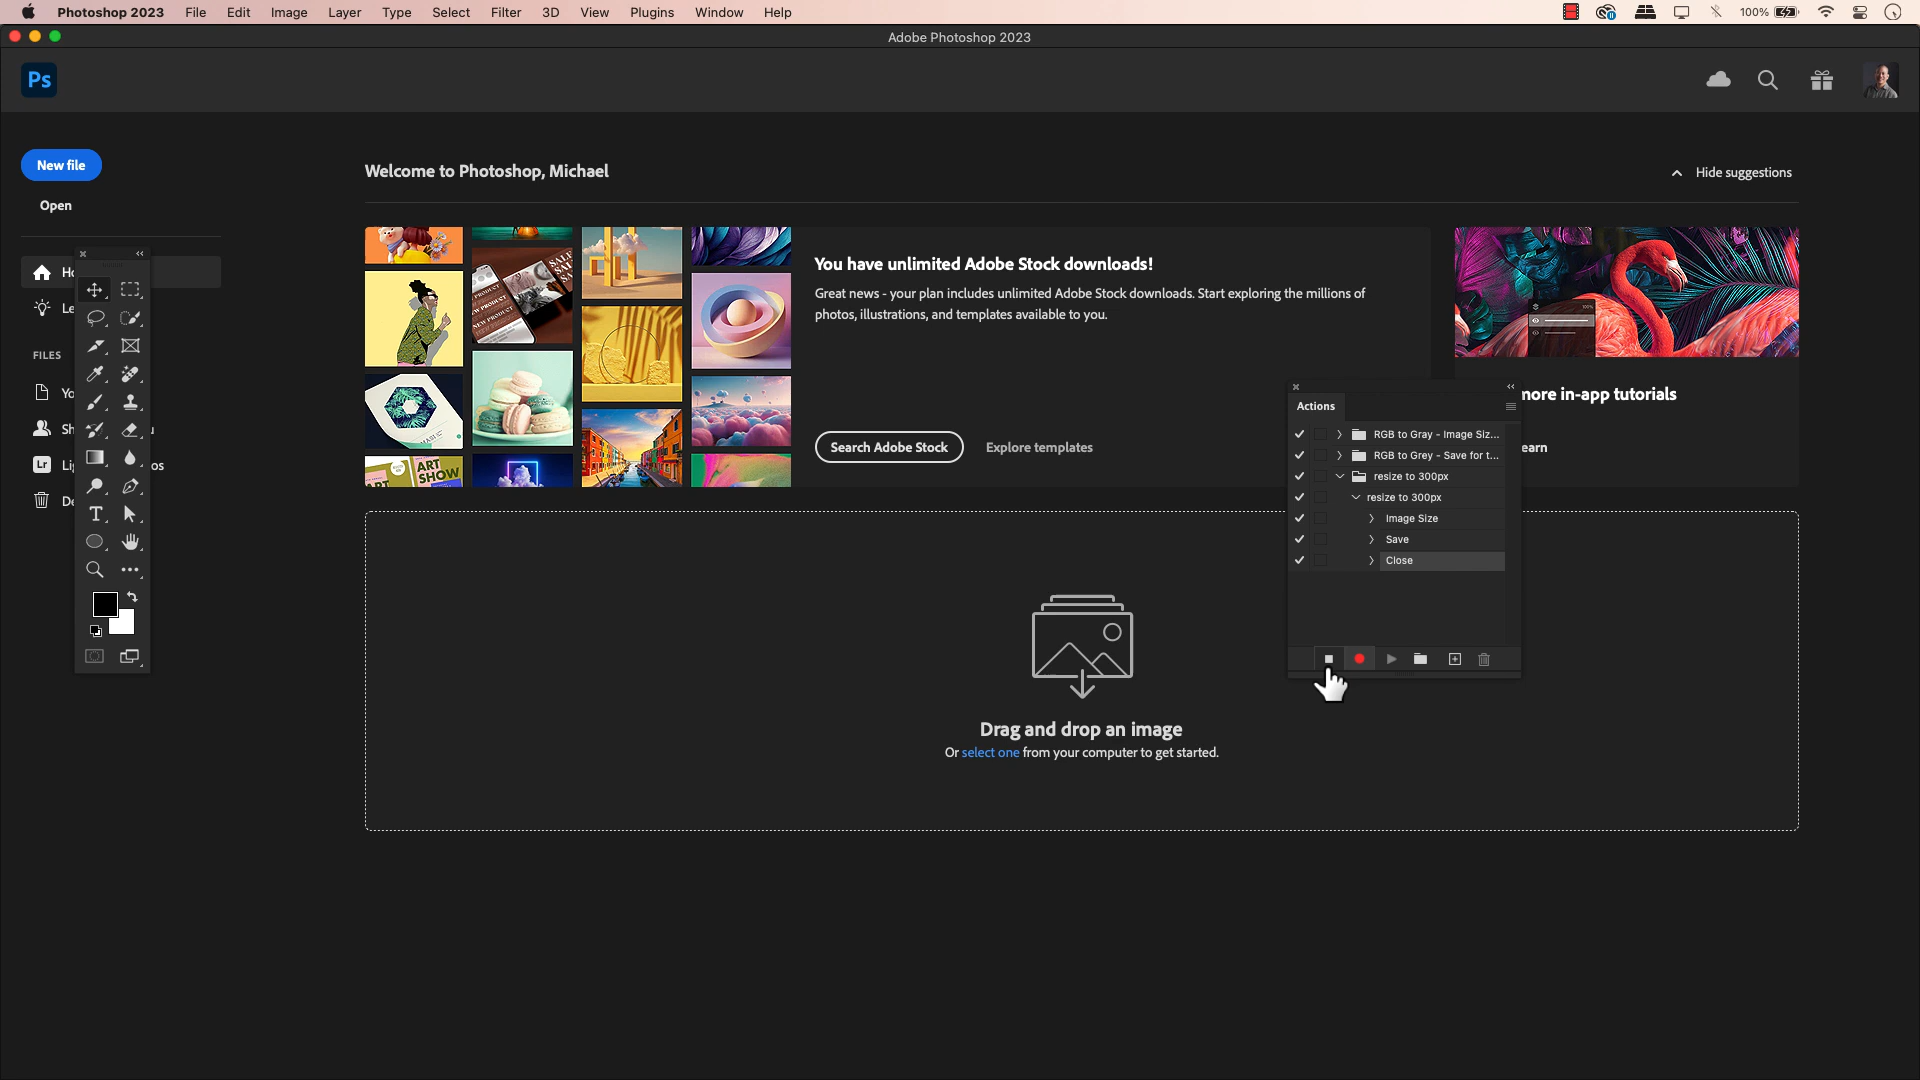 Photoshop 2023 File Edit Image Layer Type Select Filter 3D View Plugins Window Help 100%
Adobe Photoshop 2023
Ps
New file
Open
Welcome to Photoshop, Michael
Hide suggestions
FILES
Lr
You have unlimited Adobe Stock downloads!
Great news - your plan includes unlimited Adobe Stock downloads. Start exploring the millions of
photos, illustrations, and templates available to you.
Search Adobe Stock
Explore templates
SALE
NEW PRODUCT
ART
SHOW
more in-app tutorials
Actions
RGB to Gray - Image Siz...
RGB to Grey - Save for t...
resize to 300px
resize to 300px
Image Size
Save
Close
Drag and drop an image
Or select one from your computer to get started.